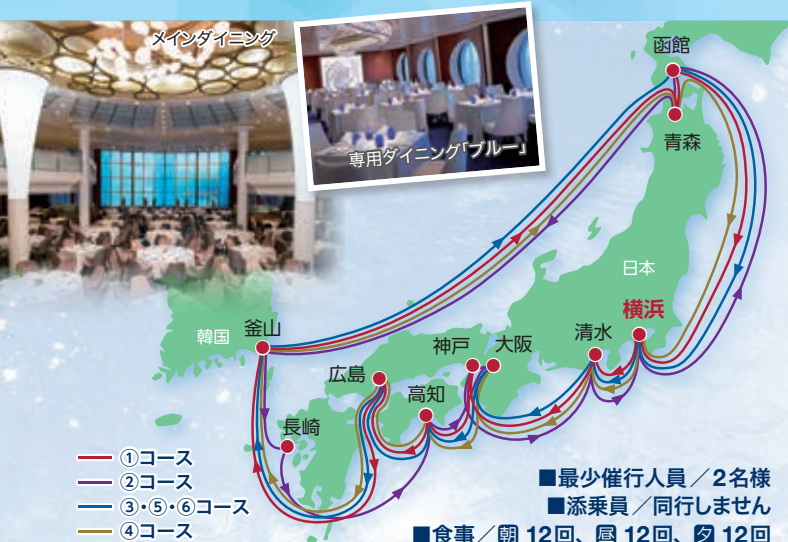 メインダイニング
専用ダイニング「ブルー」
函館
青森
日本
横浜
清水
大阪
神戸
高知
広島
韓国
釜山
長崎
①コース
②コース
③・⑤・⑥コース
④コース
■最少催行人員／2名様
■添乗員／同行しません
■食事／朝 12回、昼 12回、夕 12回